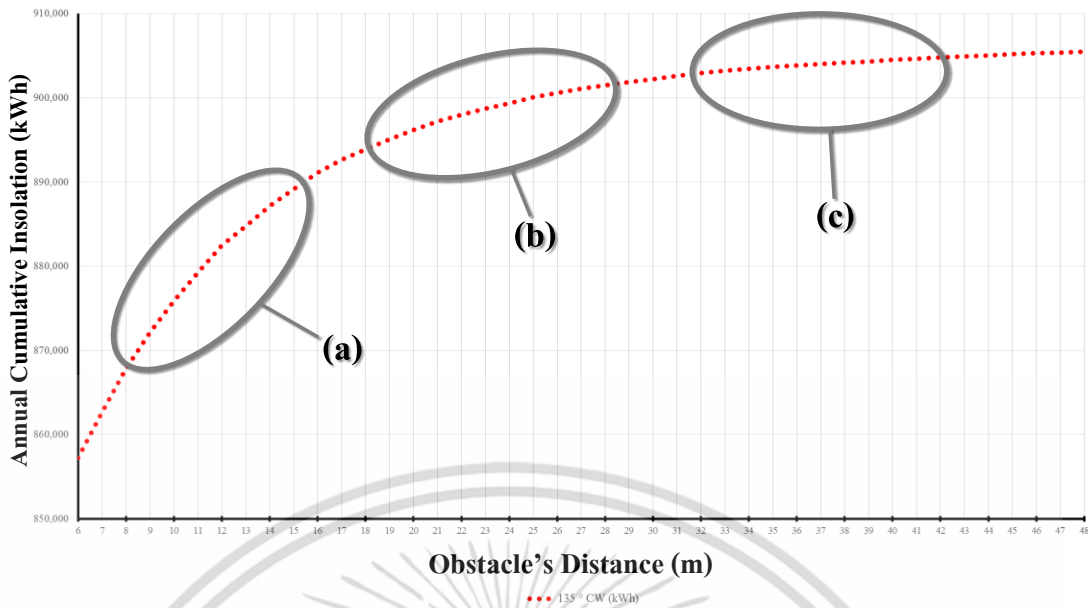 Annual Cumulative Insolation (kWh)
910,000
900,000
890,000
880,000
870,000
860,000
850,000
(a)
(b)
(c)
6 7 8 9 10 11 12 13 14 15 16 17 18 19 20 21 22 23 24 25 26 27 28 29 30 31 32 33 34 35 36 37 38 39 40 41 42 43 44 45 46 47 48
Obstacle's Distance (m)
135 ° CW (kWh)